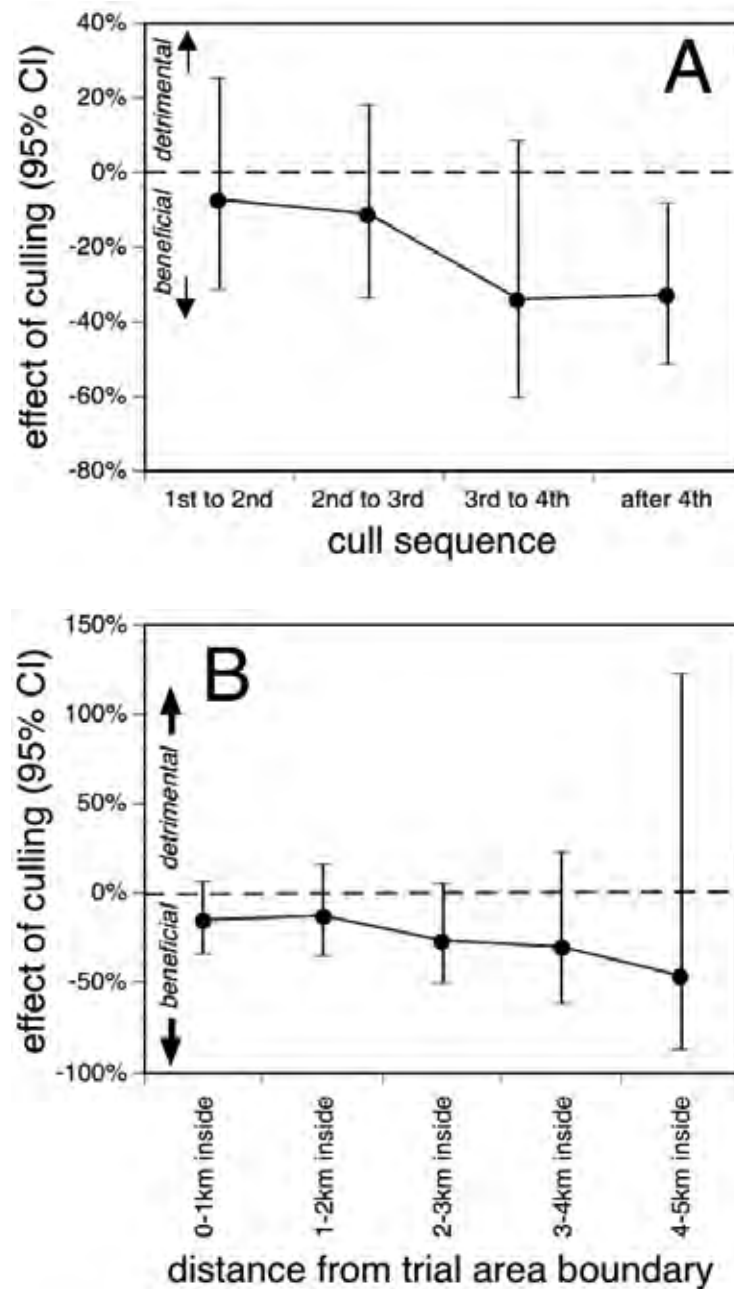 A
effect of culling (95% CI)
40%
20%
0%
-20%
-40%
-60%
-80%
detrimental
beneficial
1st to 2nd
2nd to 3rd
3rd to 4th
after 4th
cull sequence
B
effect of culling (95% CI)
150%
100%
50%
0%
-50%
-100%
detrimental
beneficial
0-1km inside
1-2km inside
2-3km inside
3-4km inside
4-5km inside
distance from trial area boundary